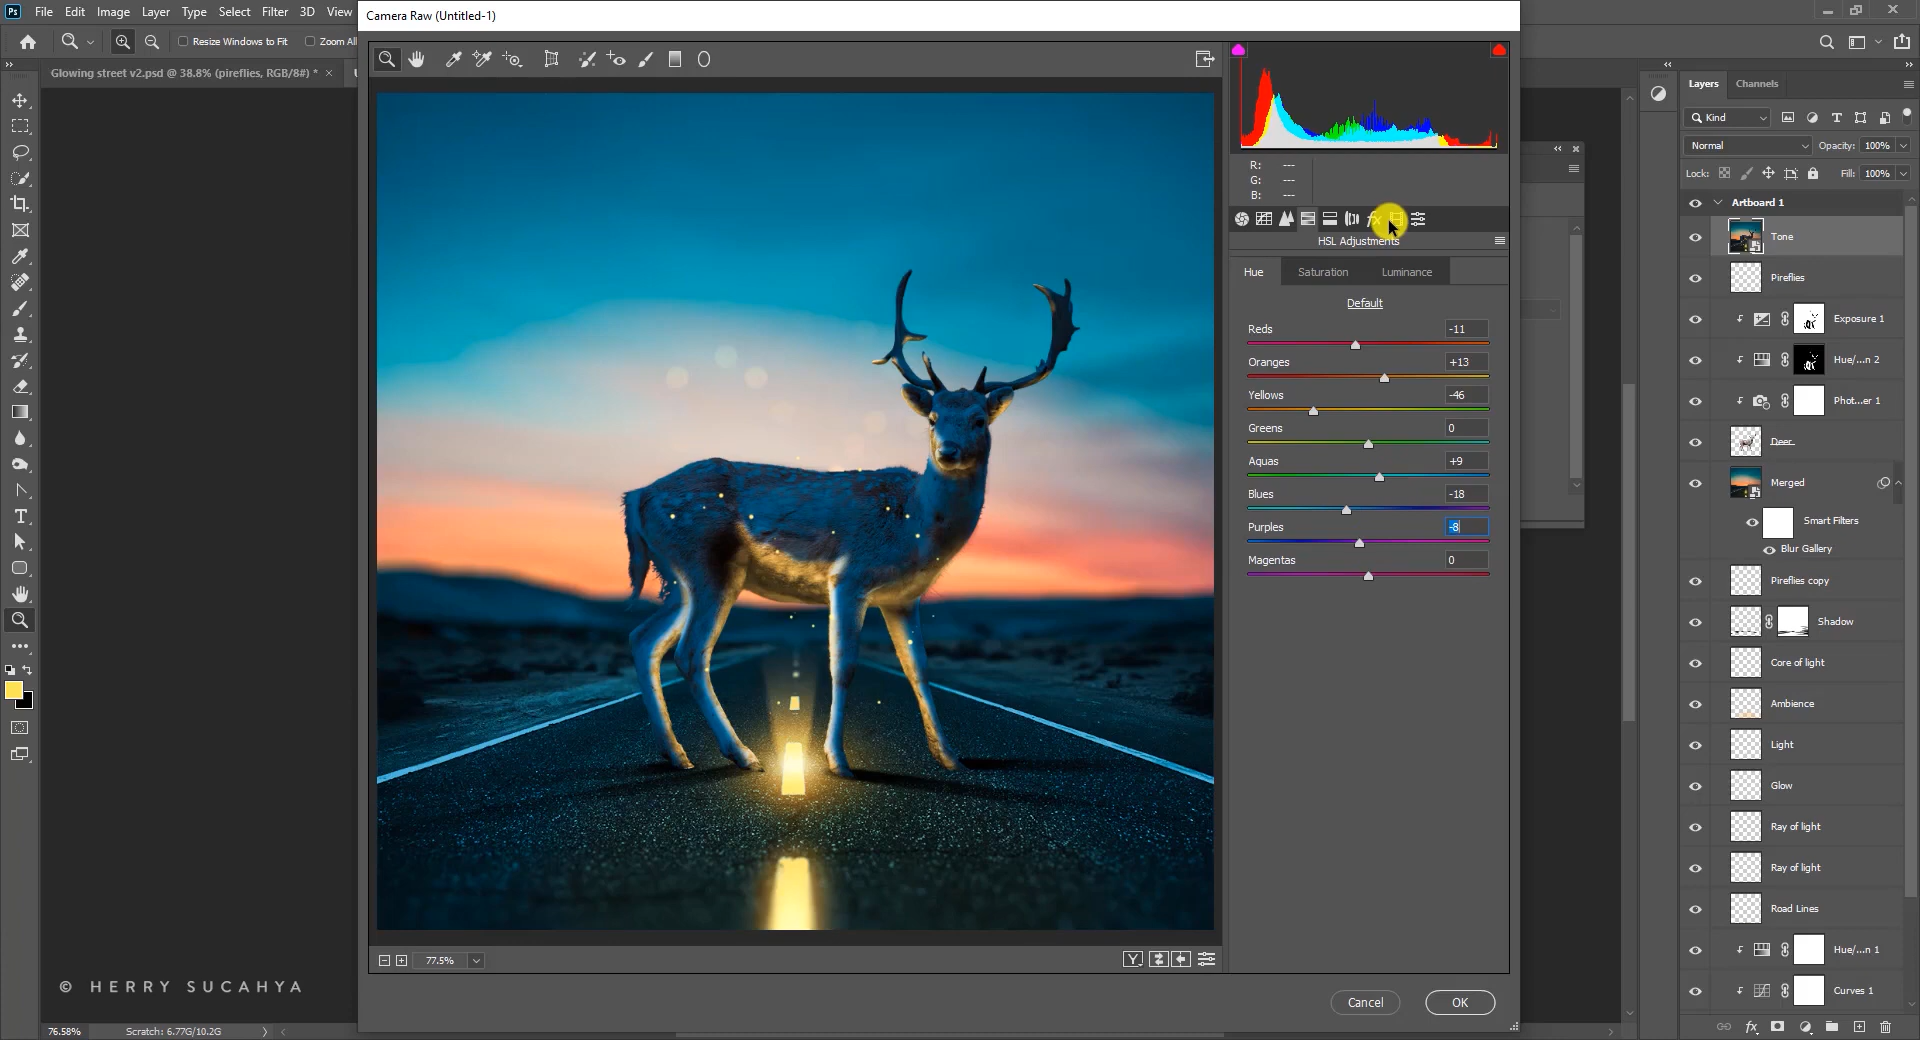 Ps File Edit Image Layer Type Select Filter 3D View
Camera Raw (Untitled-1)
Resize Windows to Fit Zoom All
Glowing street v2.psd @ 38.8% (pireflies, RGB/8#) * ×
R: ---
G: ---
B: ---
fx
HSL Adjustments
Hue Saturation Luminance
Default
Reds -11
Oranges +13
Yellows -46
Greens 0
Aquas +9
Blues -18
Purples -8
Magentas 0
77.5%
Y
Cancel OK
Layers Channels
Kind
Normal Opacity: 100%
Lock: Fill: 100%
Artboard 1
Tone
Pireflies
Exposure 1
Hue/...n 2
Phot...er 1
Deer
Merged
Smart Filters
Blur Gallery
Pireflies copy
Shadow
Core of light
Ambience
Light
Glow
Ray of light
Ray of light
Road Lines
Hue/...n 1
Curves 1
fx
© HERRY SUCAHYA
76.58% Scratch: 6.77G/10.2G